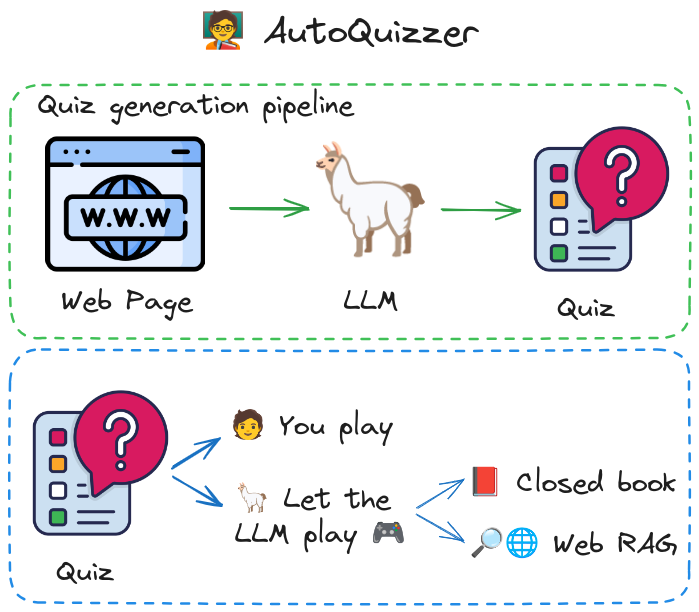 AutoQuizzer
Quiz generation pipeline
W.W.W
Web Page
LLM
Quiz
You play
Let the
LLM play
Closed book
Web RAG
Quiz